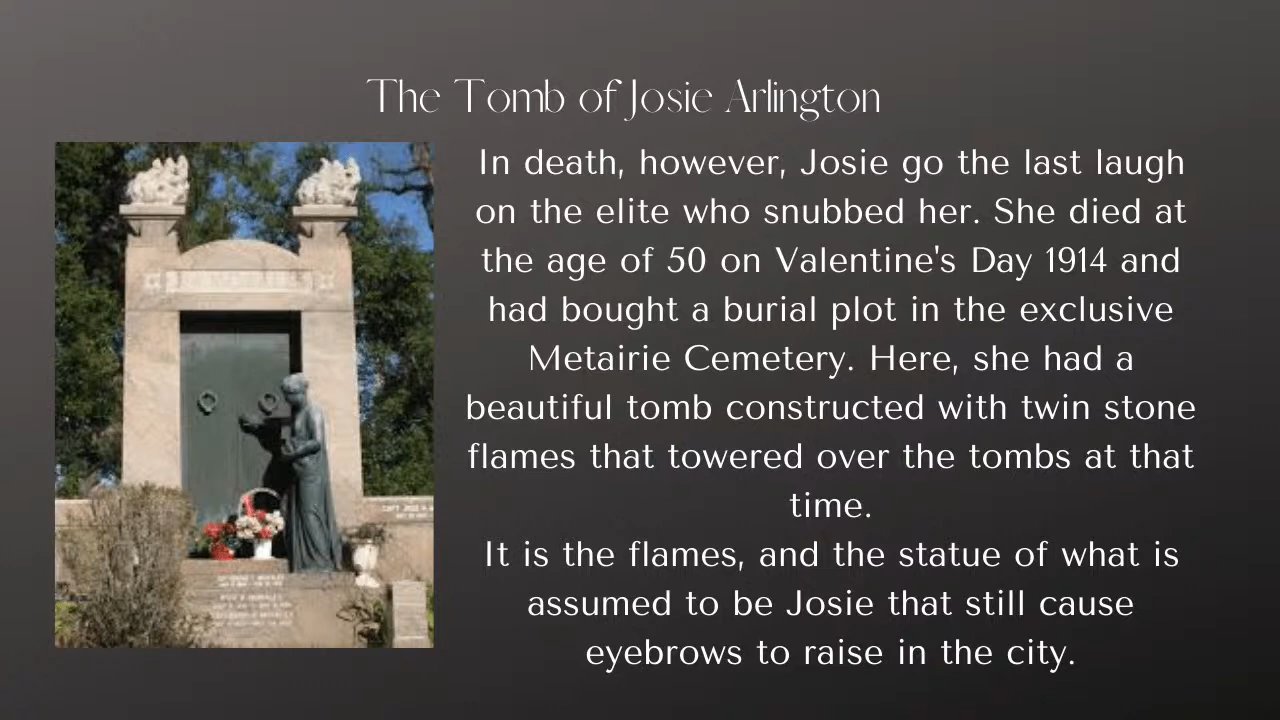 The Tomb of Josie Arlington
In death, however, Josie go the last laugh
on the elite who snubbed her. She died at
the age of 50 on Valentine's Day 1914 and
had bought a burial plot in the exclusive
Metairie Cemetery. Here, she had a
beautiful tomb constructed with twin stone
flames that towered over the tombs at that
time.
It is the flames, and the statue of what is
assumed to be Josie that still cause
eyebrows to raise in the city.